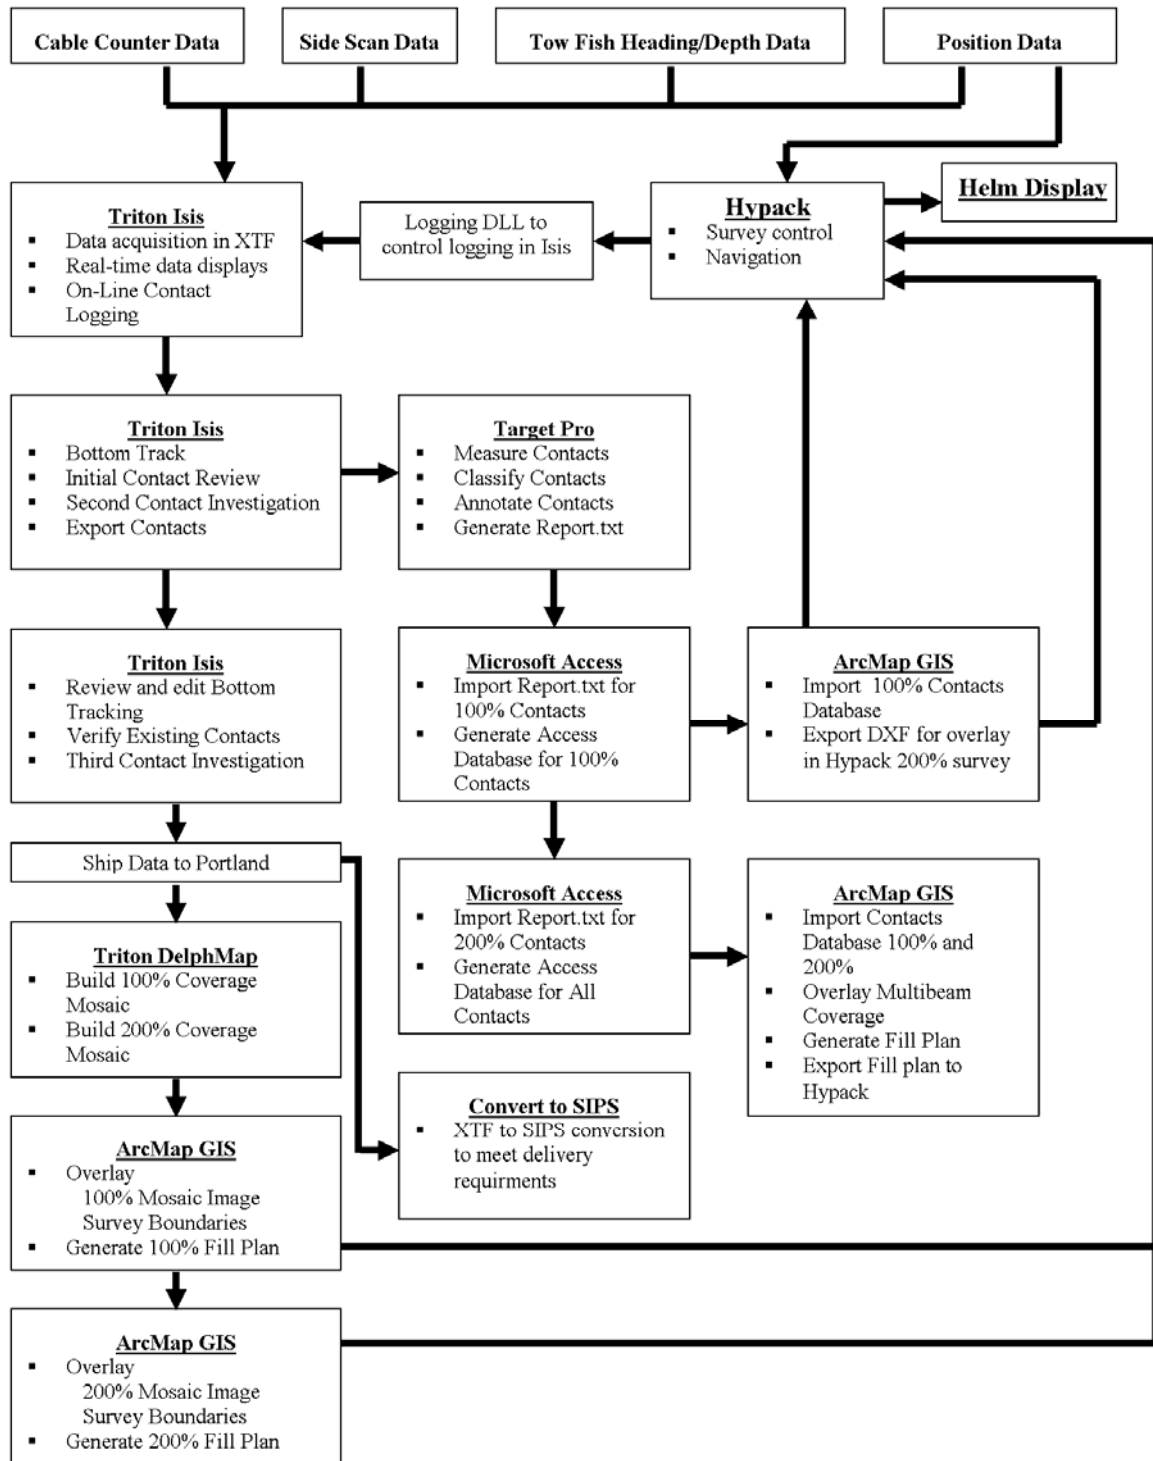 Cable Counter Data
Side Scan Data
Tow Fish Heading/Depth Data
Position Data
Triton Isis
▪ Data acquisition in XTF
▪ Real-time data displays
▪ On-Line Contact
Logging
Logging DLL to
control logging in Isis
Hypack
▪ Survey control
▪ Navigation
Helm Display
Triton Isis
▪ Bottom Track
▪ Initial Contact Review
▪ Second Contact Investigation
▪ Export Contacts
Target Pro
▪ Measure Contacts
▪ Classify Contacts
▪ Annotate Contacts
▪ Generate Report.txt
Triton Isis
▪ Review and edit Bottom
Tracking
▪ Verify Existing Contacts
▪ Third Contact Investigation
Microsoft Access
▪ Import Report.txt for
100% Contacts
▪ Generate Access
Database for 100%
Contacts
ArcMap GIS
▪ Import 100% Contacts
Database
▪ Export DXF for overlay
in Hypack 200% survey
Ship Data to Portland
Triton DelphMap
▪ Build 100% Coverage
Mosaic
▪ Build 200% Coverage
Mosaic
Microsoft Access
▪ Import Report.txt for
200% Contacts
▪ Generate Access
Database for All
Contacts
ArcMap GIS
▪ Import Contacts
Database 100% and
200%
▪ Overlay Multibeam
Coverage
▪ Generate Fill Plan
▪ Export Fill plan to
Hypack
Convert to SIPS
▪ XTF to SIPS conversion
to meet delivery
requirments
ArcMap GIS
▪ Overlay
100% Mosaic Image
Survey Boundaries
▪ Generate 100% Fill Plan
ArcMap GIS
▪ Overlay
200% Mosaic Image
Survey Boundaries
▪ Generate 200% Fill Plan